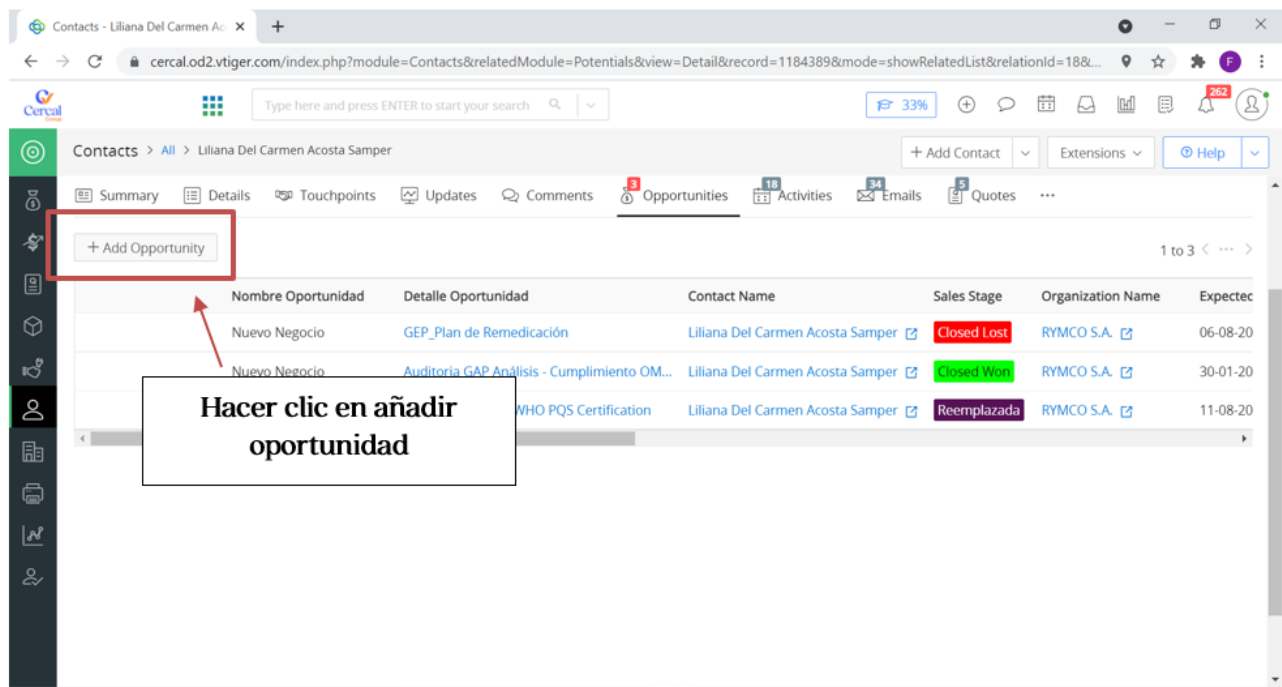 Contacts - Liliana Del Carmen Ac
cercal.od2.vtiger.com/index.php?module=Contacts&relatedModule=Potentials&view=Detail&record=1184389&mode=showRelatedList&relationId=18&... F
Cercal Type here and press ENTER to start your search 33% 262
Contacts > All > Liliana Del Carmen Acosta Samper + Add Contact Extensions Help
Summary Details Touchpoints Updates Comments 3 Opportunities 18 Activities 34 Emails 5 Quotes ...
+ Add Opportunity 1 to 3 < ... >
Nombre Oportunidad Detalle Oportunidad Contact Name Sales Stage Organization Name Expected
Nuevo Negocio GEP_Plan de Remedicación Liliana Del Carmen Acosta Samper Closed Lost RYMCO S.A. 06-08-20
Nuevo Negocio Auditoria GAP Análisis - Cumplimiento OM... Liliana Del Carmen Acosta Samper Closed Won RYMCO S.A. 30-01-20
WHO PQS Certification Liliana Del Carmen Acosta Samper Reemplazada RYMCO S.A. 11-08-20
Hacer clic en añadir
oportunidad